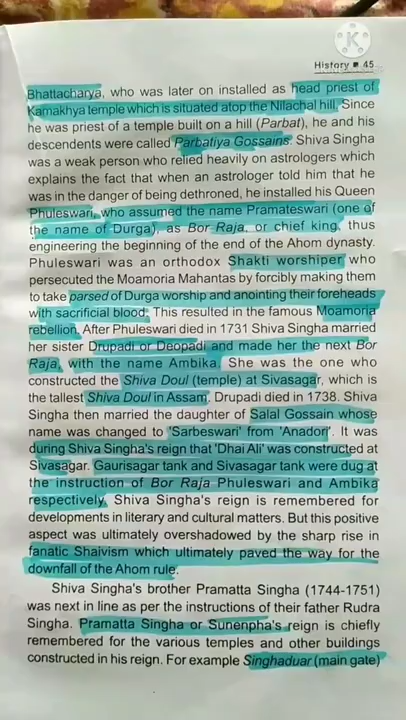 History ■ 45
Bhattacharya, who was later on installed as head priest of
Kamakhya temple which is situated atop the Nilachal hill. Since
he was priest of a temple built on a hill (Parbat), he and his
descendents were called Parbatiya Gossains. Shiva Singha
was a weak person who relied heavily on astrologers which
explains the fact that when an astrologer told him that he
was in the danger of being dethroned, he installed his Queen
Phuleswari, who assumed the name Pramateswari (one of
the name of Durga), as Bor Raja, or chief king, thus
engineering the beginning of the end of the Ahom dynasty.
Phuleswari was an orthodox Shakti worshiper who
persecuted the Moamoria Mahantas by forcibly making them
to take parsed of Durga worship and anointing their foreheads
with sacrificial blood. This resulted in the famous Moamoria
rebellion. After Phuleswari died in 1731 Shiva Singha married
her sister Drupadi or Deopadi and made her the next Bor
Raja, with the name Ambika. She was the one who
constructed the Shiva Doul (temple) at Sivasagar, which is
the tallest Shiva Doul in Assam. Drupadi died in 1738. Shiva
Singha then married the daughter of Salal Gossain whose
name was changed to 'Sarbeswari' from 'Anadori'. It was
during Shiva Singha's reign that 'Dhai Ali' was constructed at
Sivasagar. Gaurisagar tank and Sivasagar tank were dug at
the instruction of Bor Raja Phuleswari and Ambika
respectively. Shiva Singha's reign is remembered for
developments in literary and cultural matters. But this positive
aspect was ultimately overshadowed by the sharp rise in
fanatic Shaivism which ultimately paved the way for the
downfall of the Ahom rule.
Shiva Singha's brother Pramatta Singha (1744-1751)
was next in line as per the instructions of their father Rudra
Singha. Pramatta Singha or Sunenpha's reign is chiefly
remembered for the various temples and other buildings
constructed in his reign. For example Singhaduar (main gate)